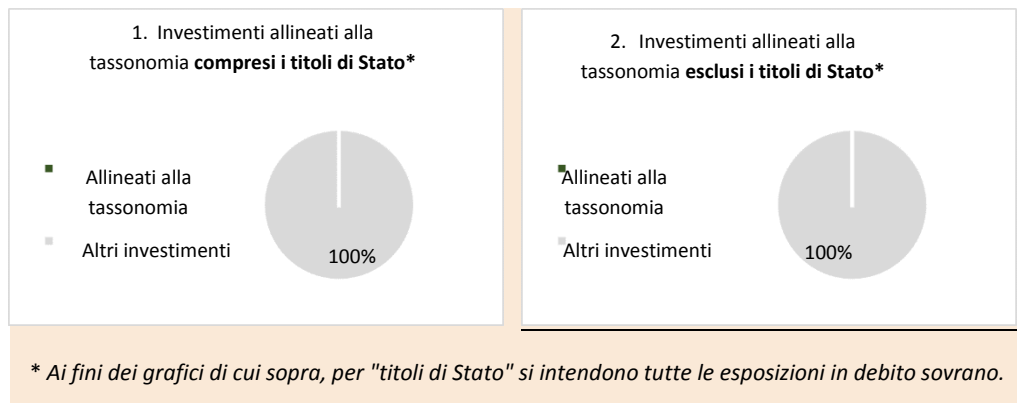 1. Investimenti allineati alla
tassonomia compresi i titoli di Stato*
Allineati alla
tassonomia
Altri investimenti
100%
2. Investimenti allineati alla
tassonomia esclusi i titoli di Stato*
Allineati alla
tassonomia
Altri investimenti
100%
* Ai fini dei grafici di cui sopra, per "titoli di Stato" si intendono tutte le esposizioni in debito sovrano.